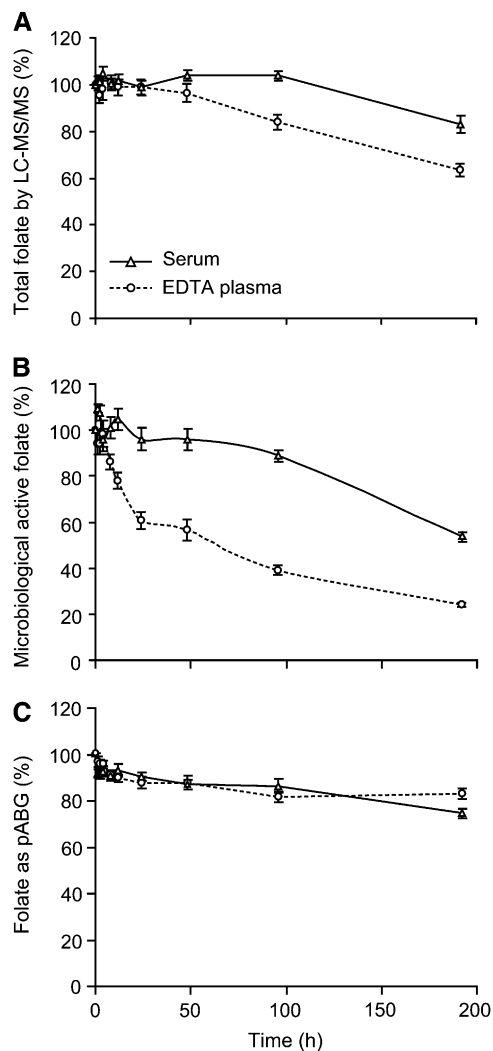 A
Total folate by LC-MS/MS (%)
120
100
80
60
40
20
0
Serum
EDTA plasma
B
Microbiological active folate (%)
120
100
80
60
40
20
0
C
Folate as pABG (%)
120
100
80
60
40
20
0
0 50 100 150 200
Time (h)